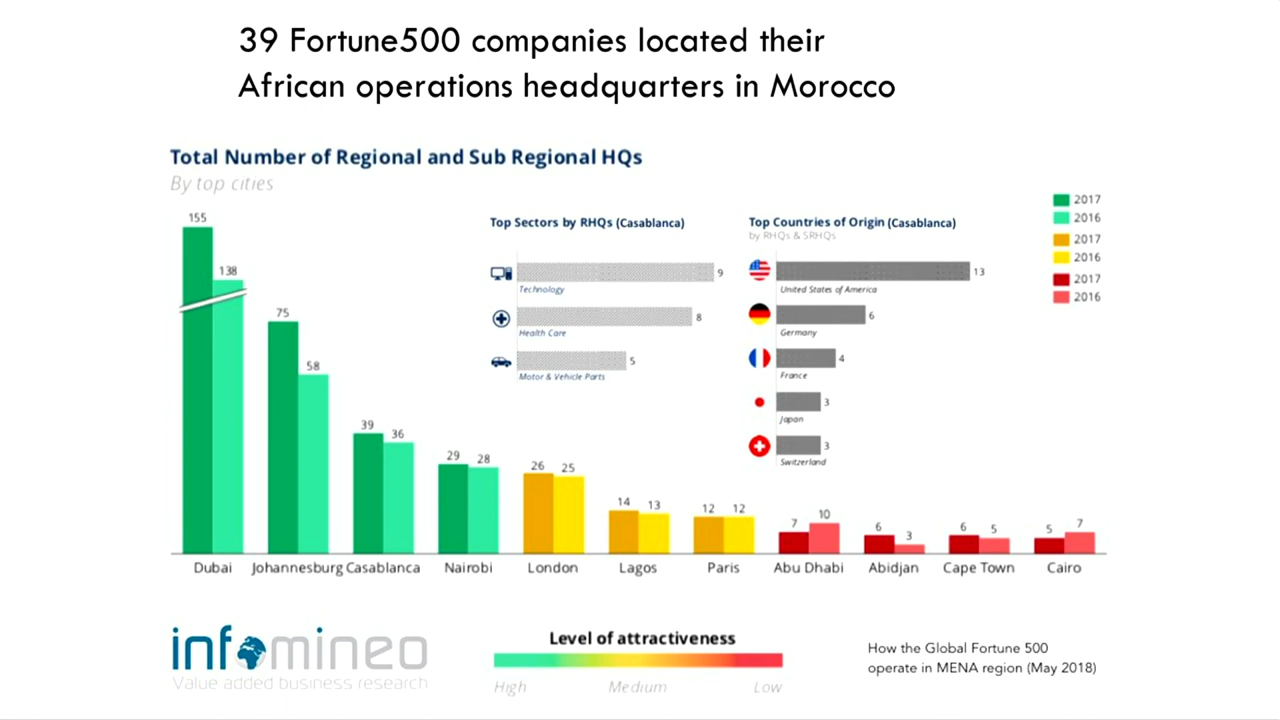 39 Fortune500 companies located their
African operations headquarters in Morocco
Total Number of Regional and Sub Regional HQs
By top cities
2017
2016
2017
2016
2017
2016
Top Sectors by RHQs (Casablanca)
9
Technology
8
Health Care
5
Motor & Vehicle Parts
Top Countries of Origin (Casablanca)
by RHQs & SRHQs
13
United States of America
6
Germany
4
France
3
Japan
3
Switzerland
155 138
75 58
39 36
29 28
26 25
14 13
12 12
7 10
6 3
6 5
5 7
Dubai Johannesburg Casablanca Nairobi London Lagos Paris Abu Dhabi Abidjan Cape Town Cairo
infomineo
Value added business research
Level of attractiveness
High Medium Low
How the Global Fortune 500
operate in MENA region (May 2018)